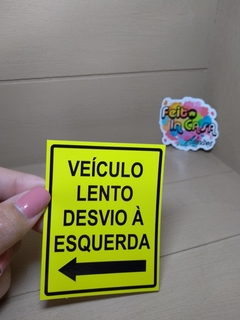 VEÍCULO
LENTO
DESVIO À
ESQUERDA
Feito
In Casa